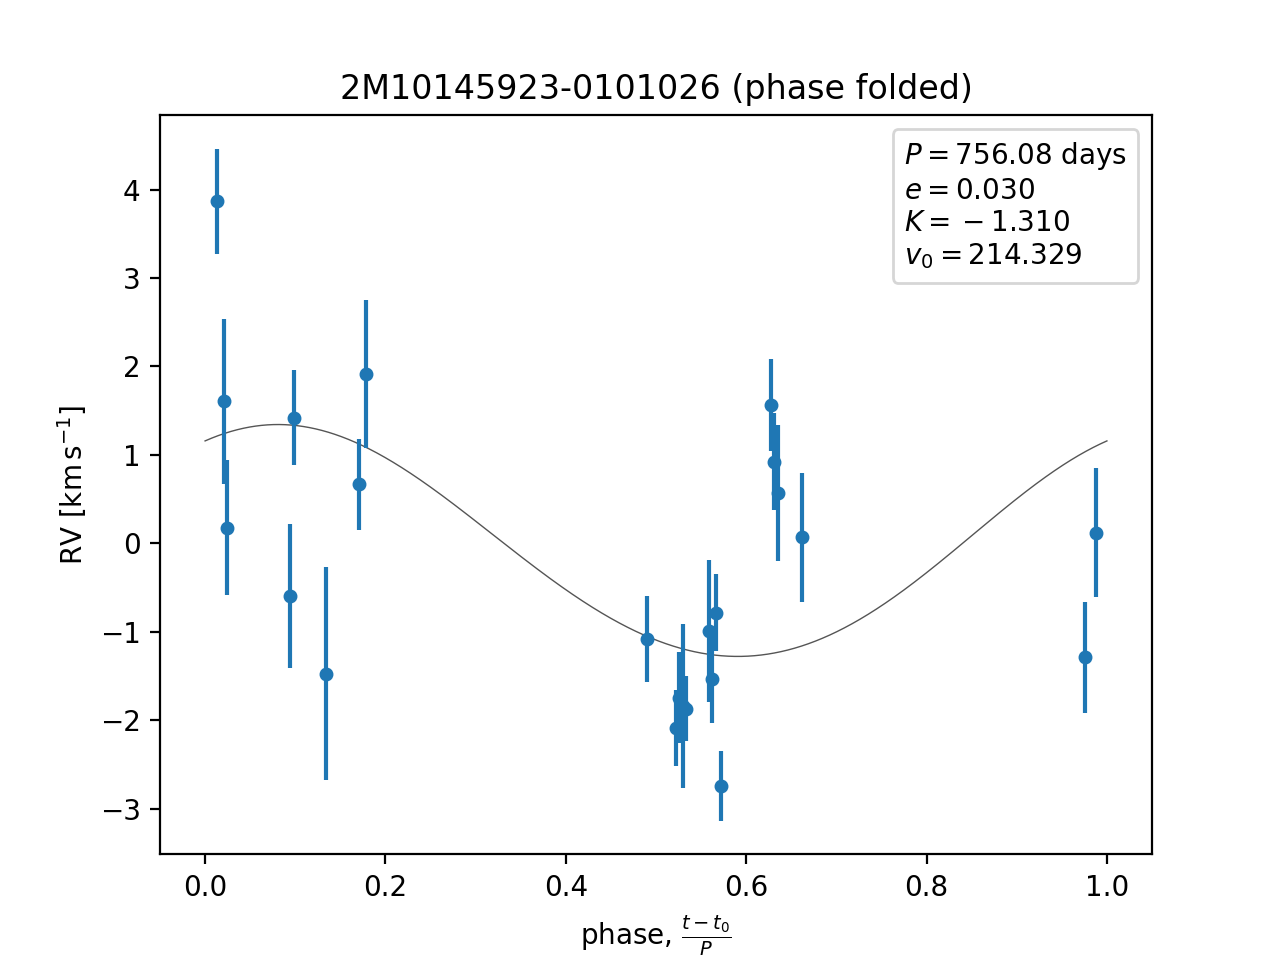 2M10145923-0101026 (phase folded)
P = 756.08 days
e = 0.030
K = −1.310
v₀ = 214.329
RV [km s⁻¹]
4
3
2
1
0
−1
−2
−3
0.0 0.2 0.4 0.6 0.8 1.0
phase, (t − t₀)/P